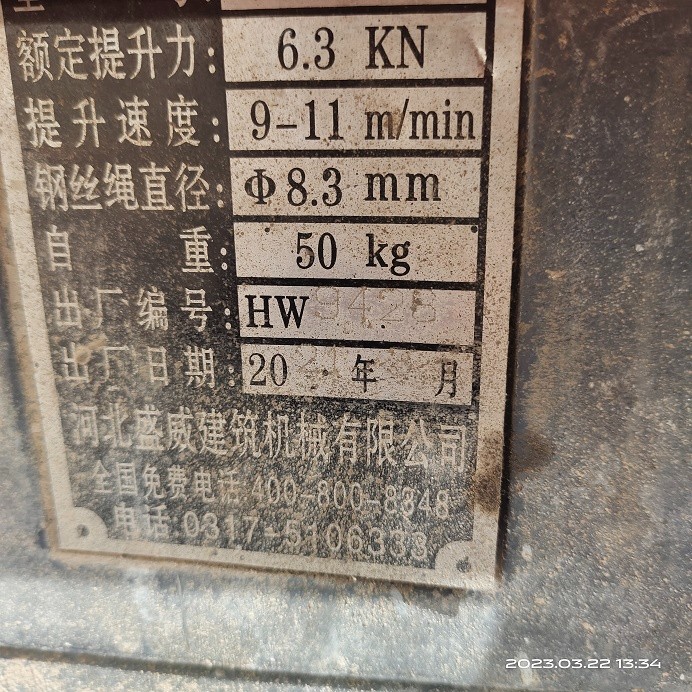 额定提升力: 6.3 KN
提升速度: 9-11 m/min
钢丝绳直径: Φ8.3 mm
自重: 50 kg
出厂编号: HW 9428
出厂日期: 20 年 月
河北盛威建筑机械有限公司
全国免费电话 400-800-8348
电话 0317-5106333
2023.03.22 13:34